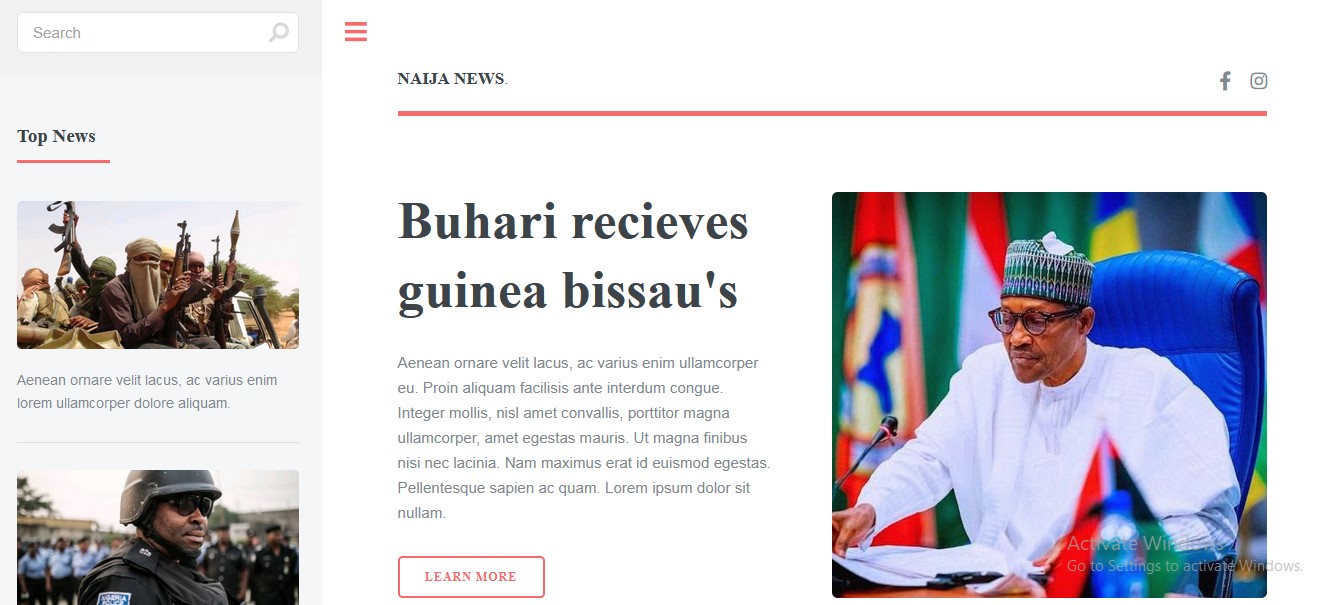 Search
NAIJA NEWS.
Top News
Aenean ornare velit lacus, ac varius enim
lorem ullamcorper dolore aliquam.
NIGERIA
POLICE
Buhari recieves
guinea bissau's
Aenean ornare velit lacus, ac varius enim ullamcorper
eu. Proin aliquam facilisis ante interdum congue.
Integer mollis, nisl amet convallis, porttitor magna
ullamcorper, amet egestas mauris. Ut magna finibus
nisi nec lacinia. Nam maximus erat id euismod egestas.
Pellentesque sapien ac quam. Lorem ipsum dolor sit
nullam.
LEARN MORE
Activate Windows
Go to Settings to activate Windows.